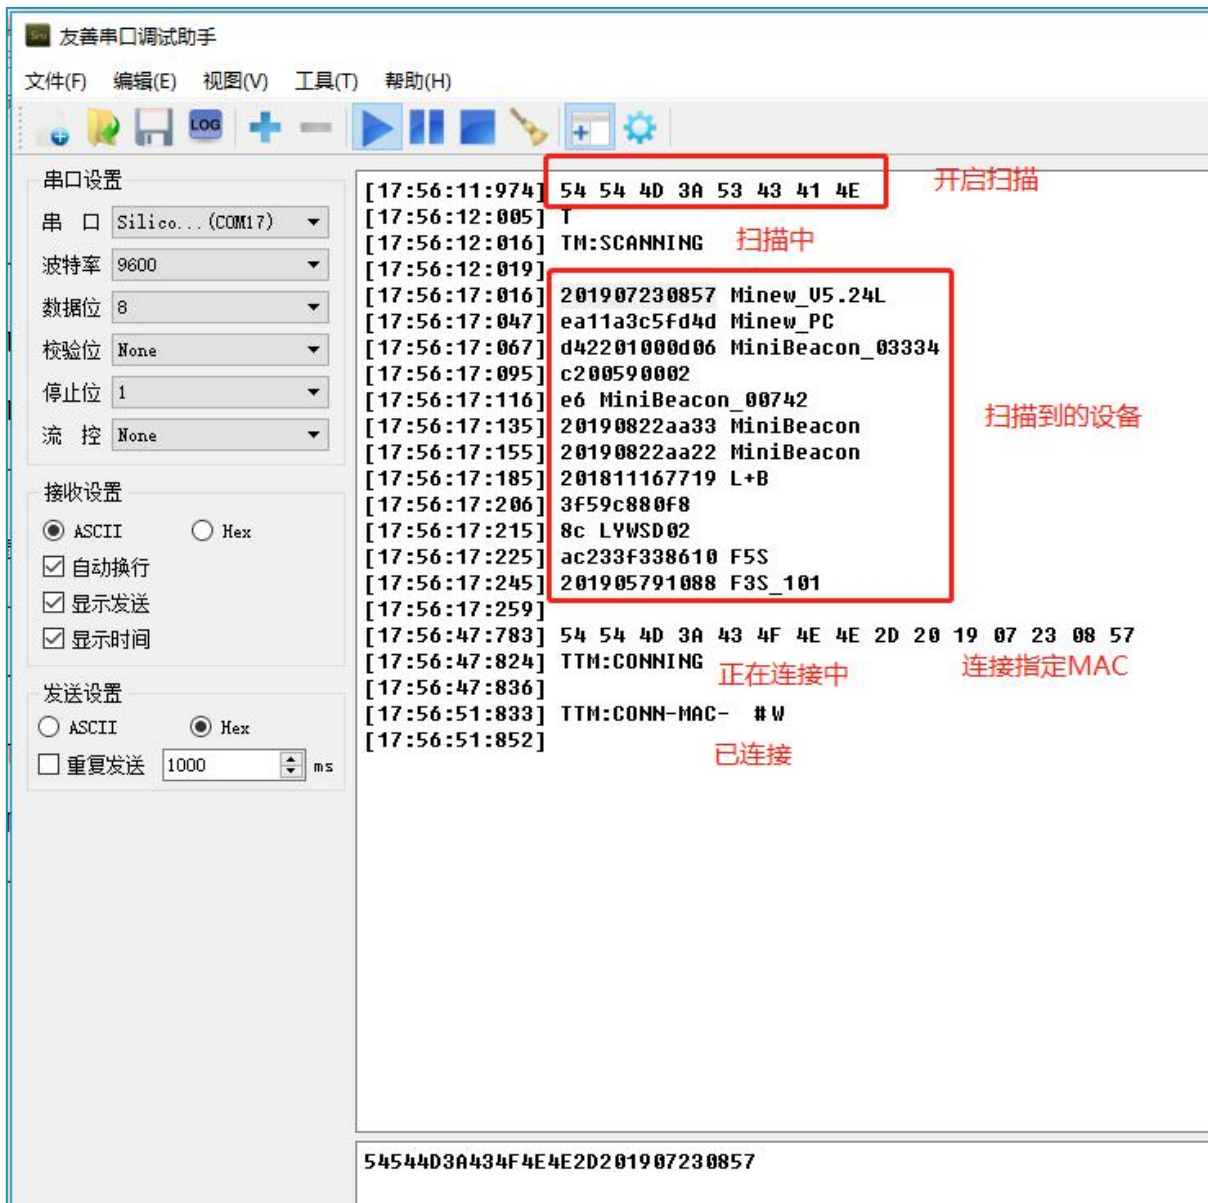 友善串口调试助手
文件(F) 编辑(E) 视图(V) 工具(T) 帮助(H)
LOG
串口设置
串 口 Silico...(COM17)
波特率 9600
数据位 8
校验位 None
停止位 1
流 控 None
接收设置
ASCII Hex
自动换行
显示发送
显示时间
发送设置
ASCII Hex
重复发送 1000 ms
[17:56:11:974] 54 54 4D 3A 53 43 41 4E 开启扫描
[17:56:12:005] T
[17:56:12:016] TM:SCANNING 扫描中
[17:56:12:019]
[17:56:17:016] 201907230857 Minew_V5.24L
[17:56:17:047] ea11a3c5fd4d Minew_PC
[17:56:17:067] d42201000d06 MiniBeacon_03334
[17:56:17:095] c200590002
[17:56:17:116] e6 MiniBeacon_00742
扫描到的设备
[17:56:17:135] 20190822aa33 MiniBeacon
[17:56:17:155] 20190822aa22 MiniBeacon
[17:56:17:185] 201811167719 L+B
[17:56:17:206] 3f59c880f8
[17:56:17:215] 8c LYWSD02
[17:56:17:225] ac233f338610 F5S
[17:56:17:245] 201905791088 F3S_101
[17:56:17:259]
[17:56:47:783] 54 54 4D 3A 43 4F 4E 4E 2D 20 19 07 23 08 57
[17:56:47:824] TTM:CONNING 正在连接中 连接指定MAC
[17:56:47:836]
[17:56:51:833] TTM:CONN-MAC- #W
[17:56:51:852]
已连接
54544D3A434F4E4E2D201907230857